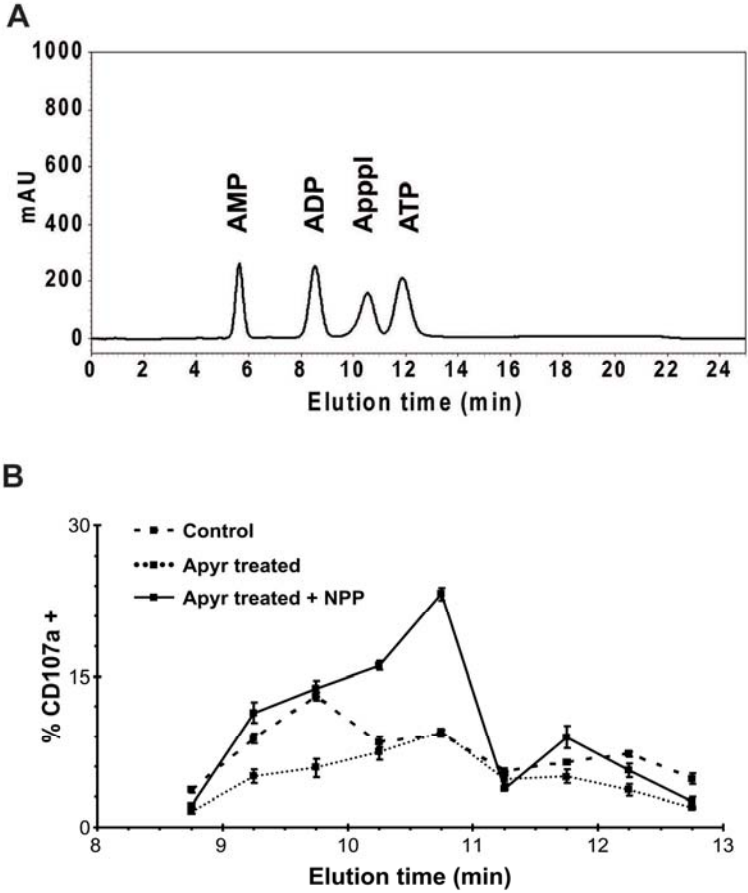 A
1000
800
600
400
200
0
mAU
AMP
ADP
ApppI
ATP
0 2 4 6 8 10 12 14 16 18 20 22 24
Elution time (min)
B
30
15
0
% CD107a +
Control
Apyr treated
Apyr treated + NPP
8 9 10 11 12 13
Elution time (min)